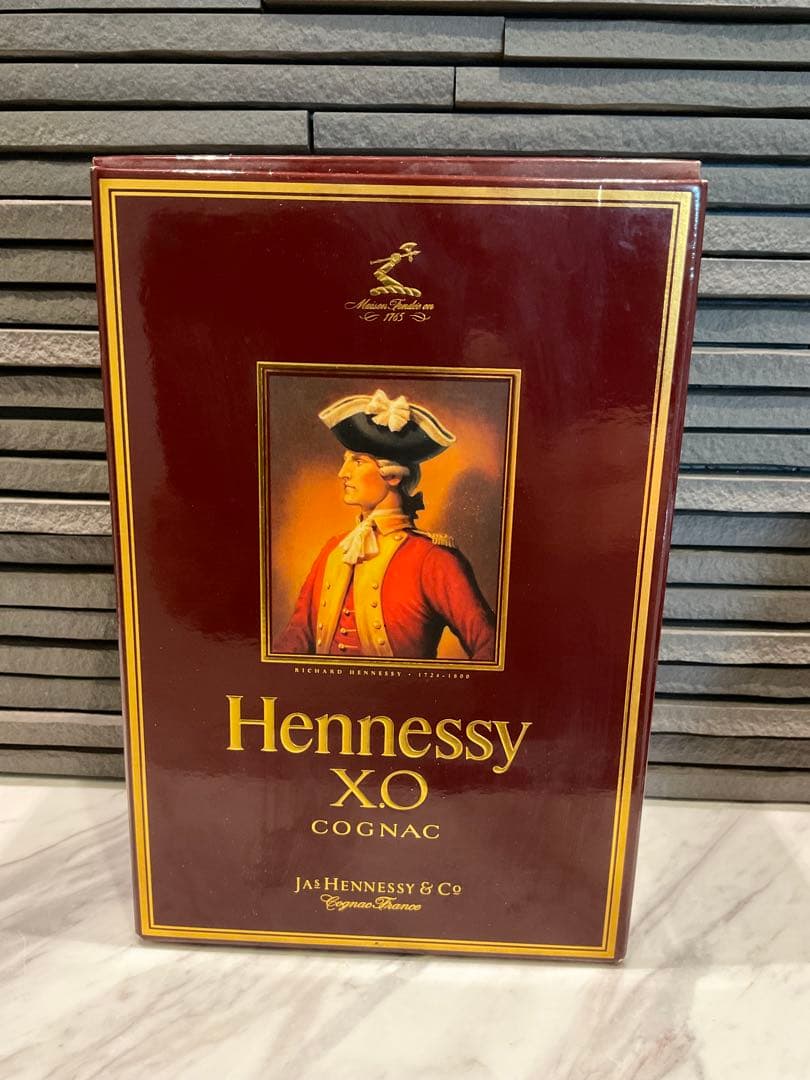 Maison Fondée en
1765
RICHARD HENNESSY • 1724-1800
Hennessy
X.O
COGNAC
JAS HENNESSY & Co
Cognac France